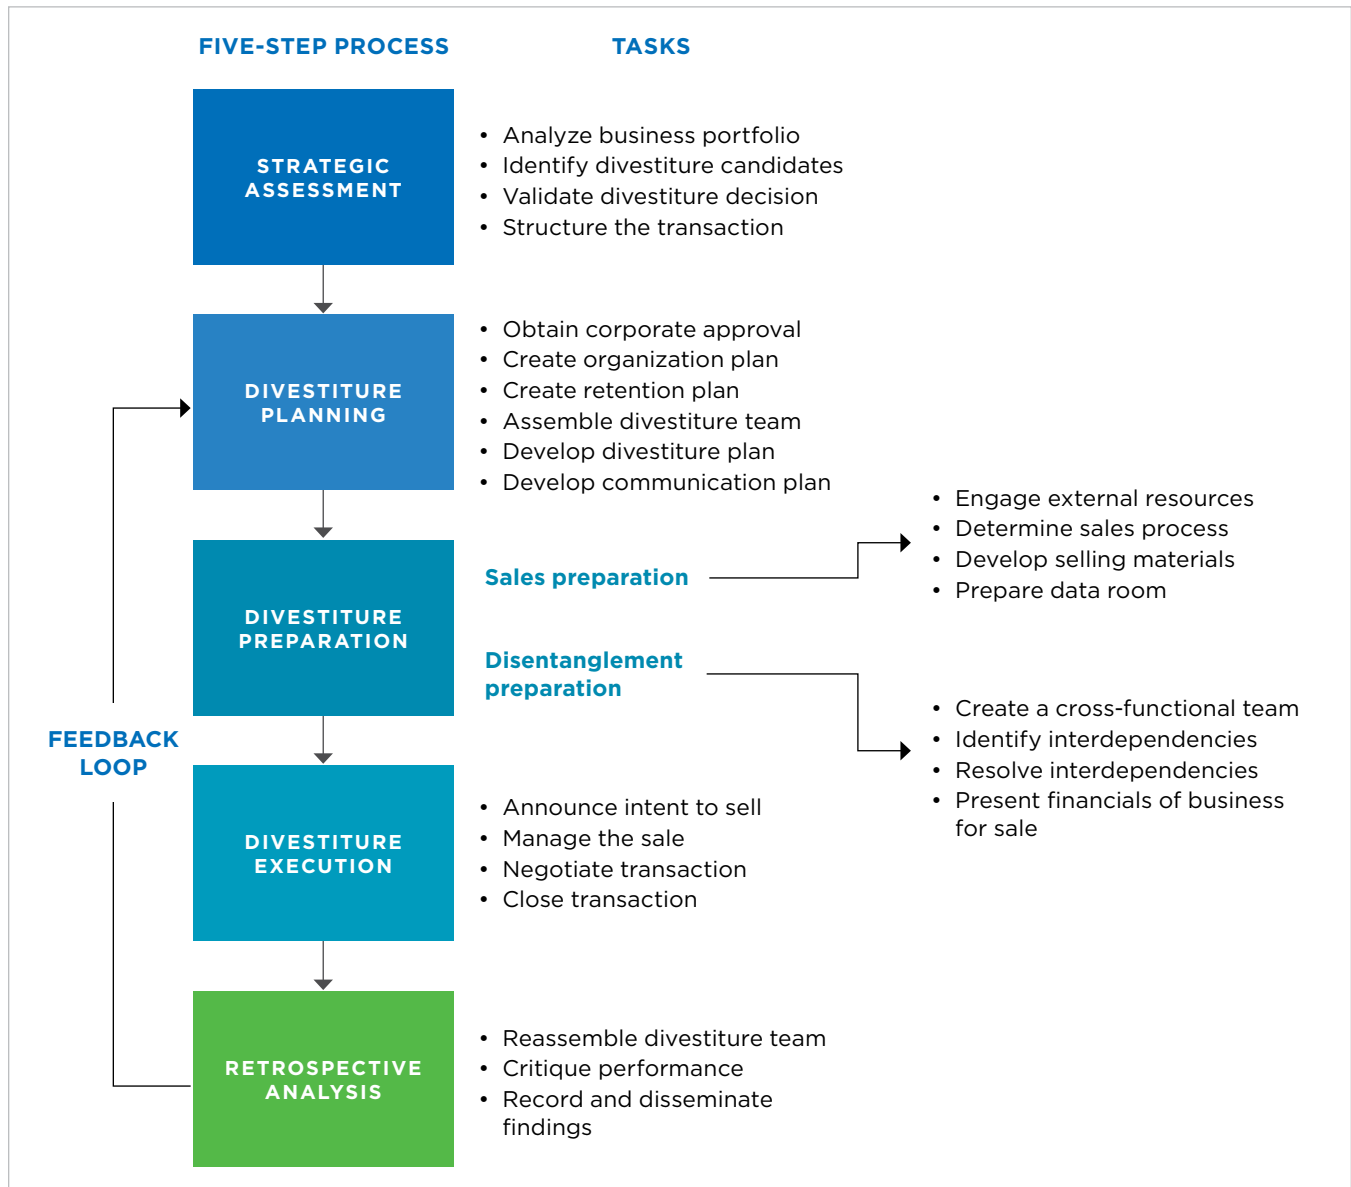 FIVE-STEP PROCESS
TASKS
STRATEGIC
ASSESSMENT
• Analyze business portfolio
• Identify divestiture candidates
• Validate divestiture decision
• Structure the transaction
DIVESTITURE
PLANNING
• Obtain corporate approval
• Create organization plan
• Create retention plan
• Assemble divestiture team
• Develop divestiture plan
• Develop communication plan
DIVESTITURE
PREPARATION
Sales preparation
• Engage external resources
• Determine sales process
• Develop selling materials
• Prepare data room
Disentanglement
preparation
• Create a cross-functional team
• Identify interdependencies
• Resolve interdependencies
• Present financials of business
for sale
FEEDBACK
LOOP
DIVESTITURE
EXECUTION
• Announce intent to sell
• Manage the sale
• Negotiate transaction
• Close transaction
RETROSPECTIVE
ANALYSIS
• Reassemble divestiture team
• Critique performance
• Record and disseminate
findings